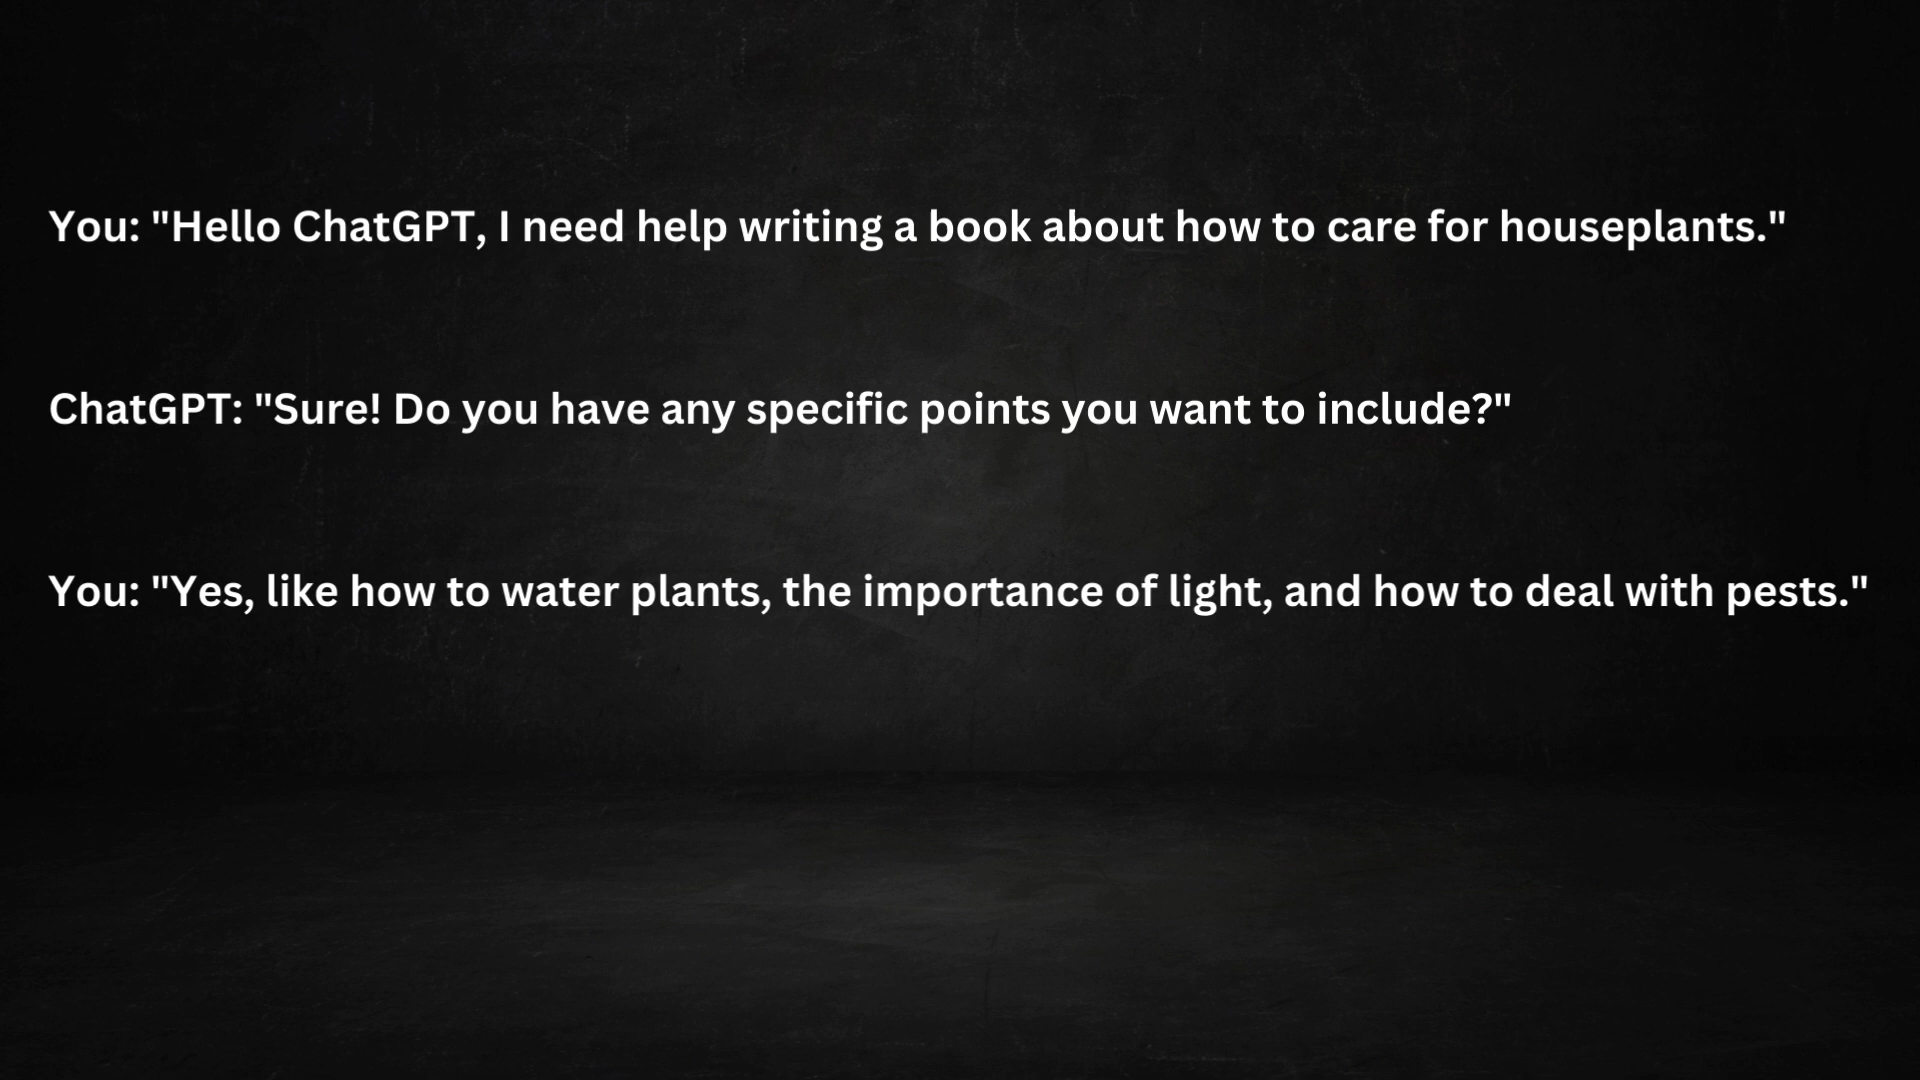 You: "Hello ChatGPT, I need help writing a book about how to care for houseplants."
ChatGPT: "Sure! Do you have any specific points you want to include?"
You: "Yes, like how to water plants, the importance of light, and how to deal with pests."